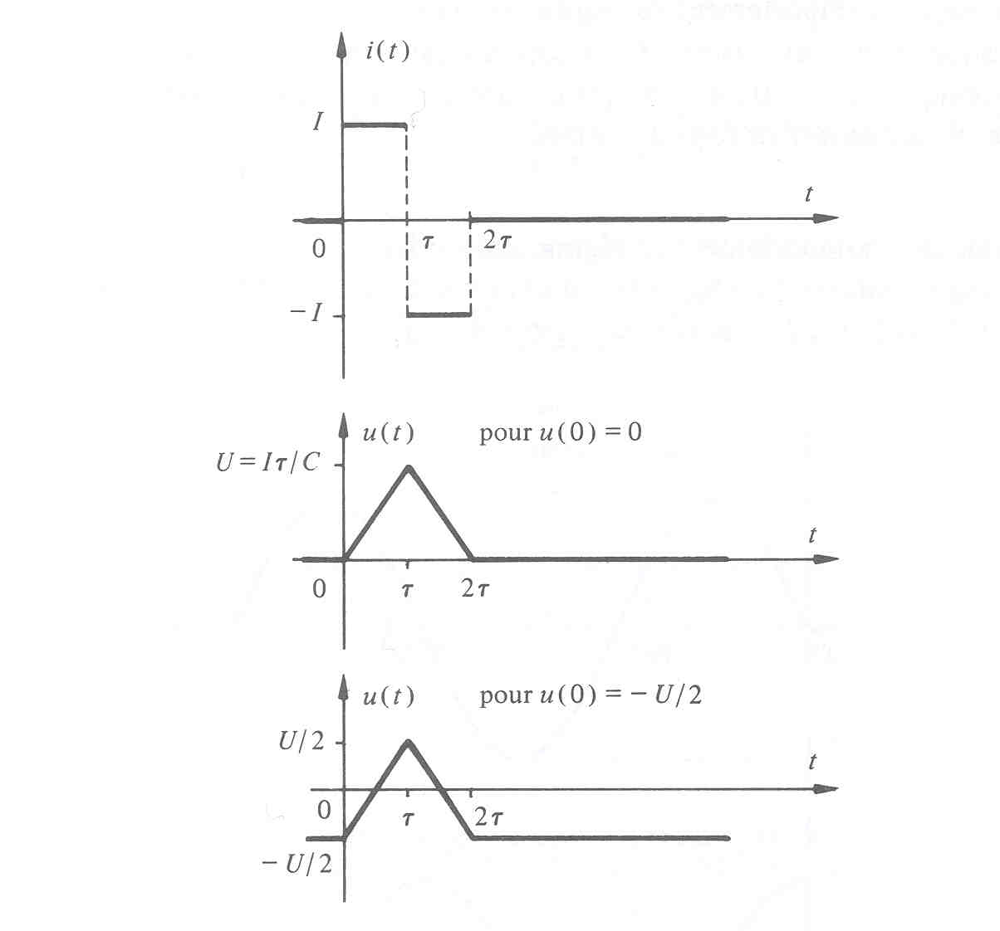 i(t)
I
t
0 τ 2τ
−I
u(t) pour u(0) = 0
U = Iτ/C
t
0 τ 2τ
u(t) pour u(0) = − U/2
U/2
t
0 τ 2τ
− U/2